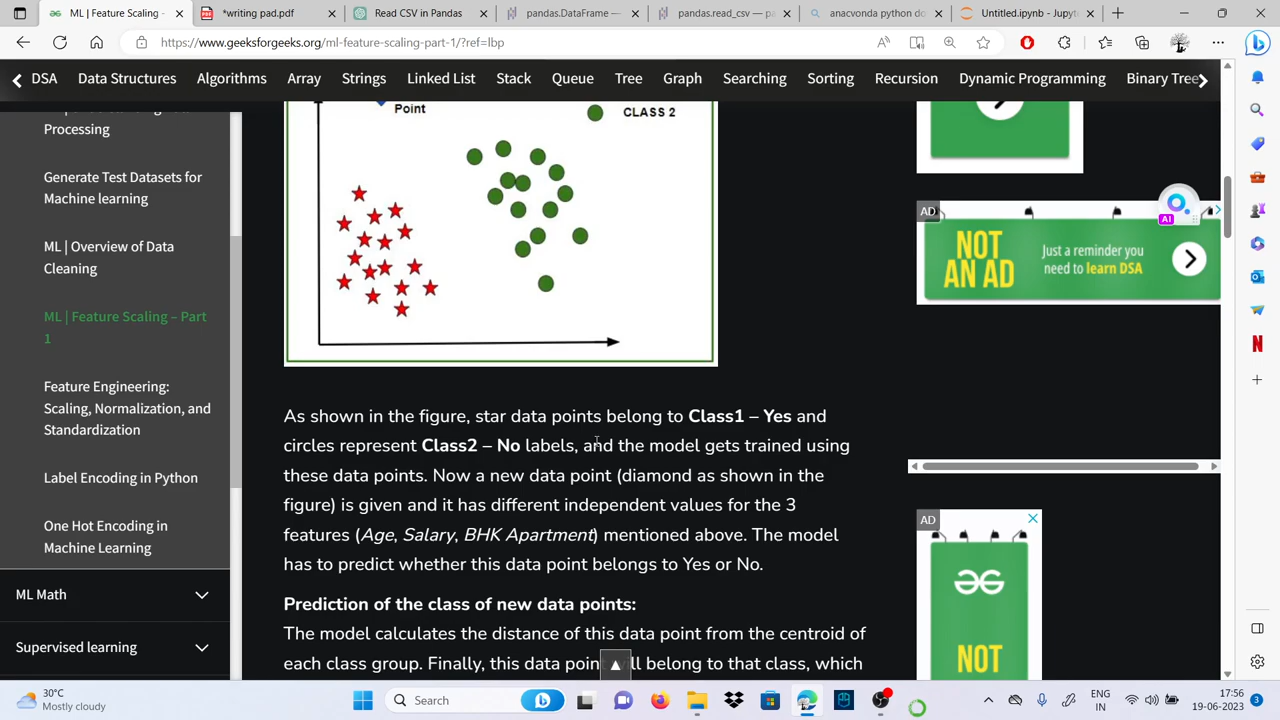 ML | Feature Scaling -
*writing pad.pdf
Read CSV in Pandas
pandas.DataFrame —
pandas.read_csv — pa
anacvonda python do
Untitled.ipynb - Jupyt
https://www.geeksforgeeks.org/ml-feature-scaling-part-1/?ref=lbp
DSA
Data Structures
Algorithms
Array
Strings
Linked List
Stack
Queue
Tree
Graph
Searching
Sorting
Recursion
Dynamic Programming
Binary Tree
Processing
Generate Test Datasets for
Machine learning
ML | Overview of Data
Cleaning
ML | Feature Scaling – Part
1
Feature Engineering:
Scaling, Normalization, and
Standardization
Label Encoding in Python
One Hot Encoding in
Machine Learning
ML Math
Supervised learning
Point
CLASS 2
As shown in the figure, star data points belong to Class1 – Yes and
circles represent Class2 – No labels, and the model gets trained using
these data points. Now a new data point (diamond as shown in the
figure) is given and it has different independent values for the 3
features (Age, Salary, BHK Apartment) mentioned above. The model
has to predict whether this data point belongs to Yes or No.
Prediction of the class of new data points:
The model calculates the distance of this data point from the centroid of
each class group. Finally, this data point will belong to that class, which
AD
NOT
AN AD
Just a reminder you
need to learn DSA
AI
AD
NOT
30°C
Mostly cloudy
Search
ENG
IN
17:56
19-06-2023
3